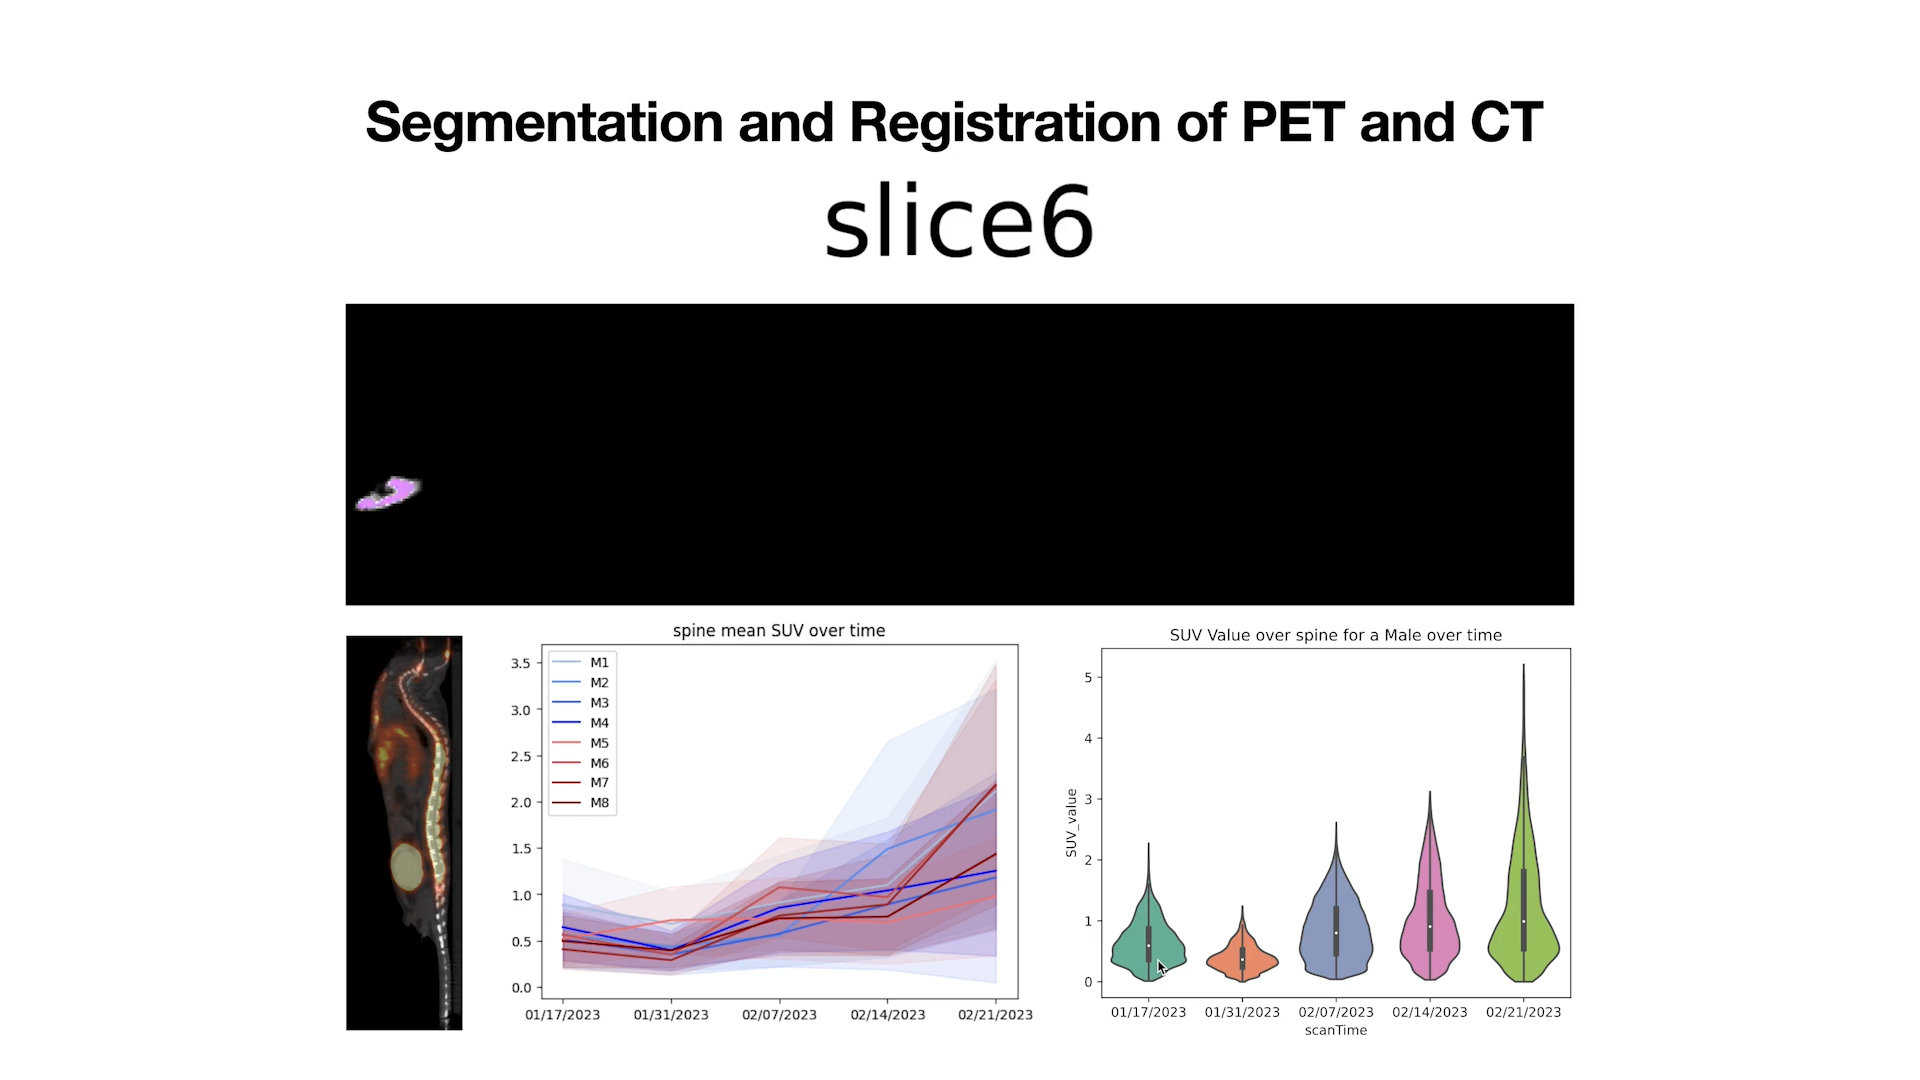 Segmentation and Registration of PET and CT
slice6
spine mean SUV over time
3.5
3.0
2.5
2.0
1.5
1.0
0.5
0.0
M1
M2
M3
M4
M5
M6
M7
M8
01/17/2023 01/31/2023 02/07/2023 02/14/2023 02/21/2023
SUV Value over spine for a Male over time
SUV_value
5
4
3
2
1
0
01/17/2023 01/31/2023 02/07/2023 02/14/2023 02/21/2023
scanTime